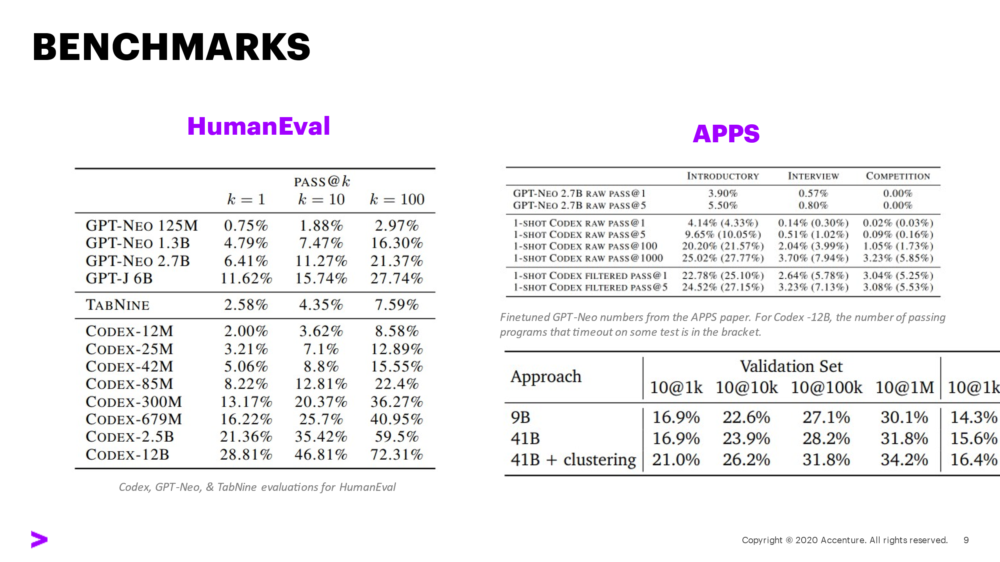 BENCHMARKS
HumanEval
PASS@k
k = 1 k = 10 k = 100
GPT-NEO 125M 0.75% 1.88% 2.97%
GPT-NEO 1.3B 4.79% 7.47% 16.30%
GPT-NEO 2.7B 6.41% 11.27% 21.37%
GPT-J 6B 11.62% 15.74% 27.74%
TABNINE 2.58% 4.35% 7.59%
CODEX-12M 2.00% 3.62% 8.58%
CODEX-25M 3.21% 7.1% 12.89%
CODEX-42M 5.06% 8.8% 15.55%
CODEX-85M 8.22% 12.81% 22.4%
CODEX-300M 13.17% 20.37% 36.27%
CODEX-679M 16.22% 25.7% 40.95%
CODEX-2.5B 21.36% 35.42% 59.5%
CODEX-12B 28.81% 46.81% 72.31%
Codex, GPT-Neo, & TabNine evaluations for HumanEval
APPS
INTRODUCTORY INTERVIEW COMPETITION
GPT-NEO 2.7B RAW PASS@1 3.90% 0.57% 0.00%
GPT-NEO 2.7B RAW PASS@5 5.50% 0.80% 0.00%
1-SHOT CODEX RAW PASS@1 4.14% (4.33%) 0.14% (0.30%) 0.02% (0.03%)
1-SHOT CODEX RAW PASS@5 9.65% (10.05%) 0.51% (1.02%) 0.09% (0.16%)
1-SHOT CODEX RAW PASS@100 20.20% (21.57%) 2.04% (3.99%) 1.05% (1.73%)
1-SHOT CODEX RAW PASS@1000 25.02% (27.77%) 3.70% (7.94%) 3.23% (5.85%)
1-SHOT CODEX FILTERED PASS@1 22.78% (25.10%) 2.64% (5.78%) 3.04% (5.25%)
1-SHOT CODEX FILTERED PASS@5 24.52% (27.15%) 3.23% (7.13%) 3.08% (5.53%)
Finetuned GPT-Neo numbers from the APPS paper. For Codex -12B, the number of passing
programs that timeout on some test is in the bracket.
Validation Set
Approach
10@1k 10@10k 10@100k 10@1M 10@1k
9B 16.9% 22.6% 27.1% 30.1% 14.3%
41B 16.9% 23.9% 28.2% 31.8% 15.6%
41B + clustering 21.0% 26.2% 31.8% 34.2% 16.4%
Copyright © 2020 Accenture. All rights reserved. 9